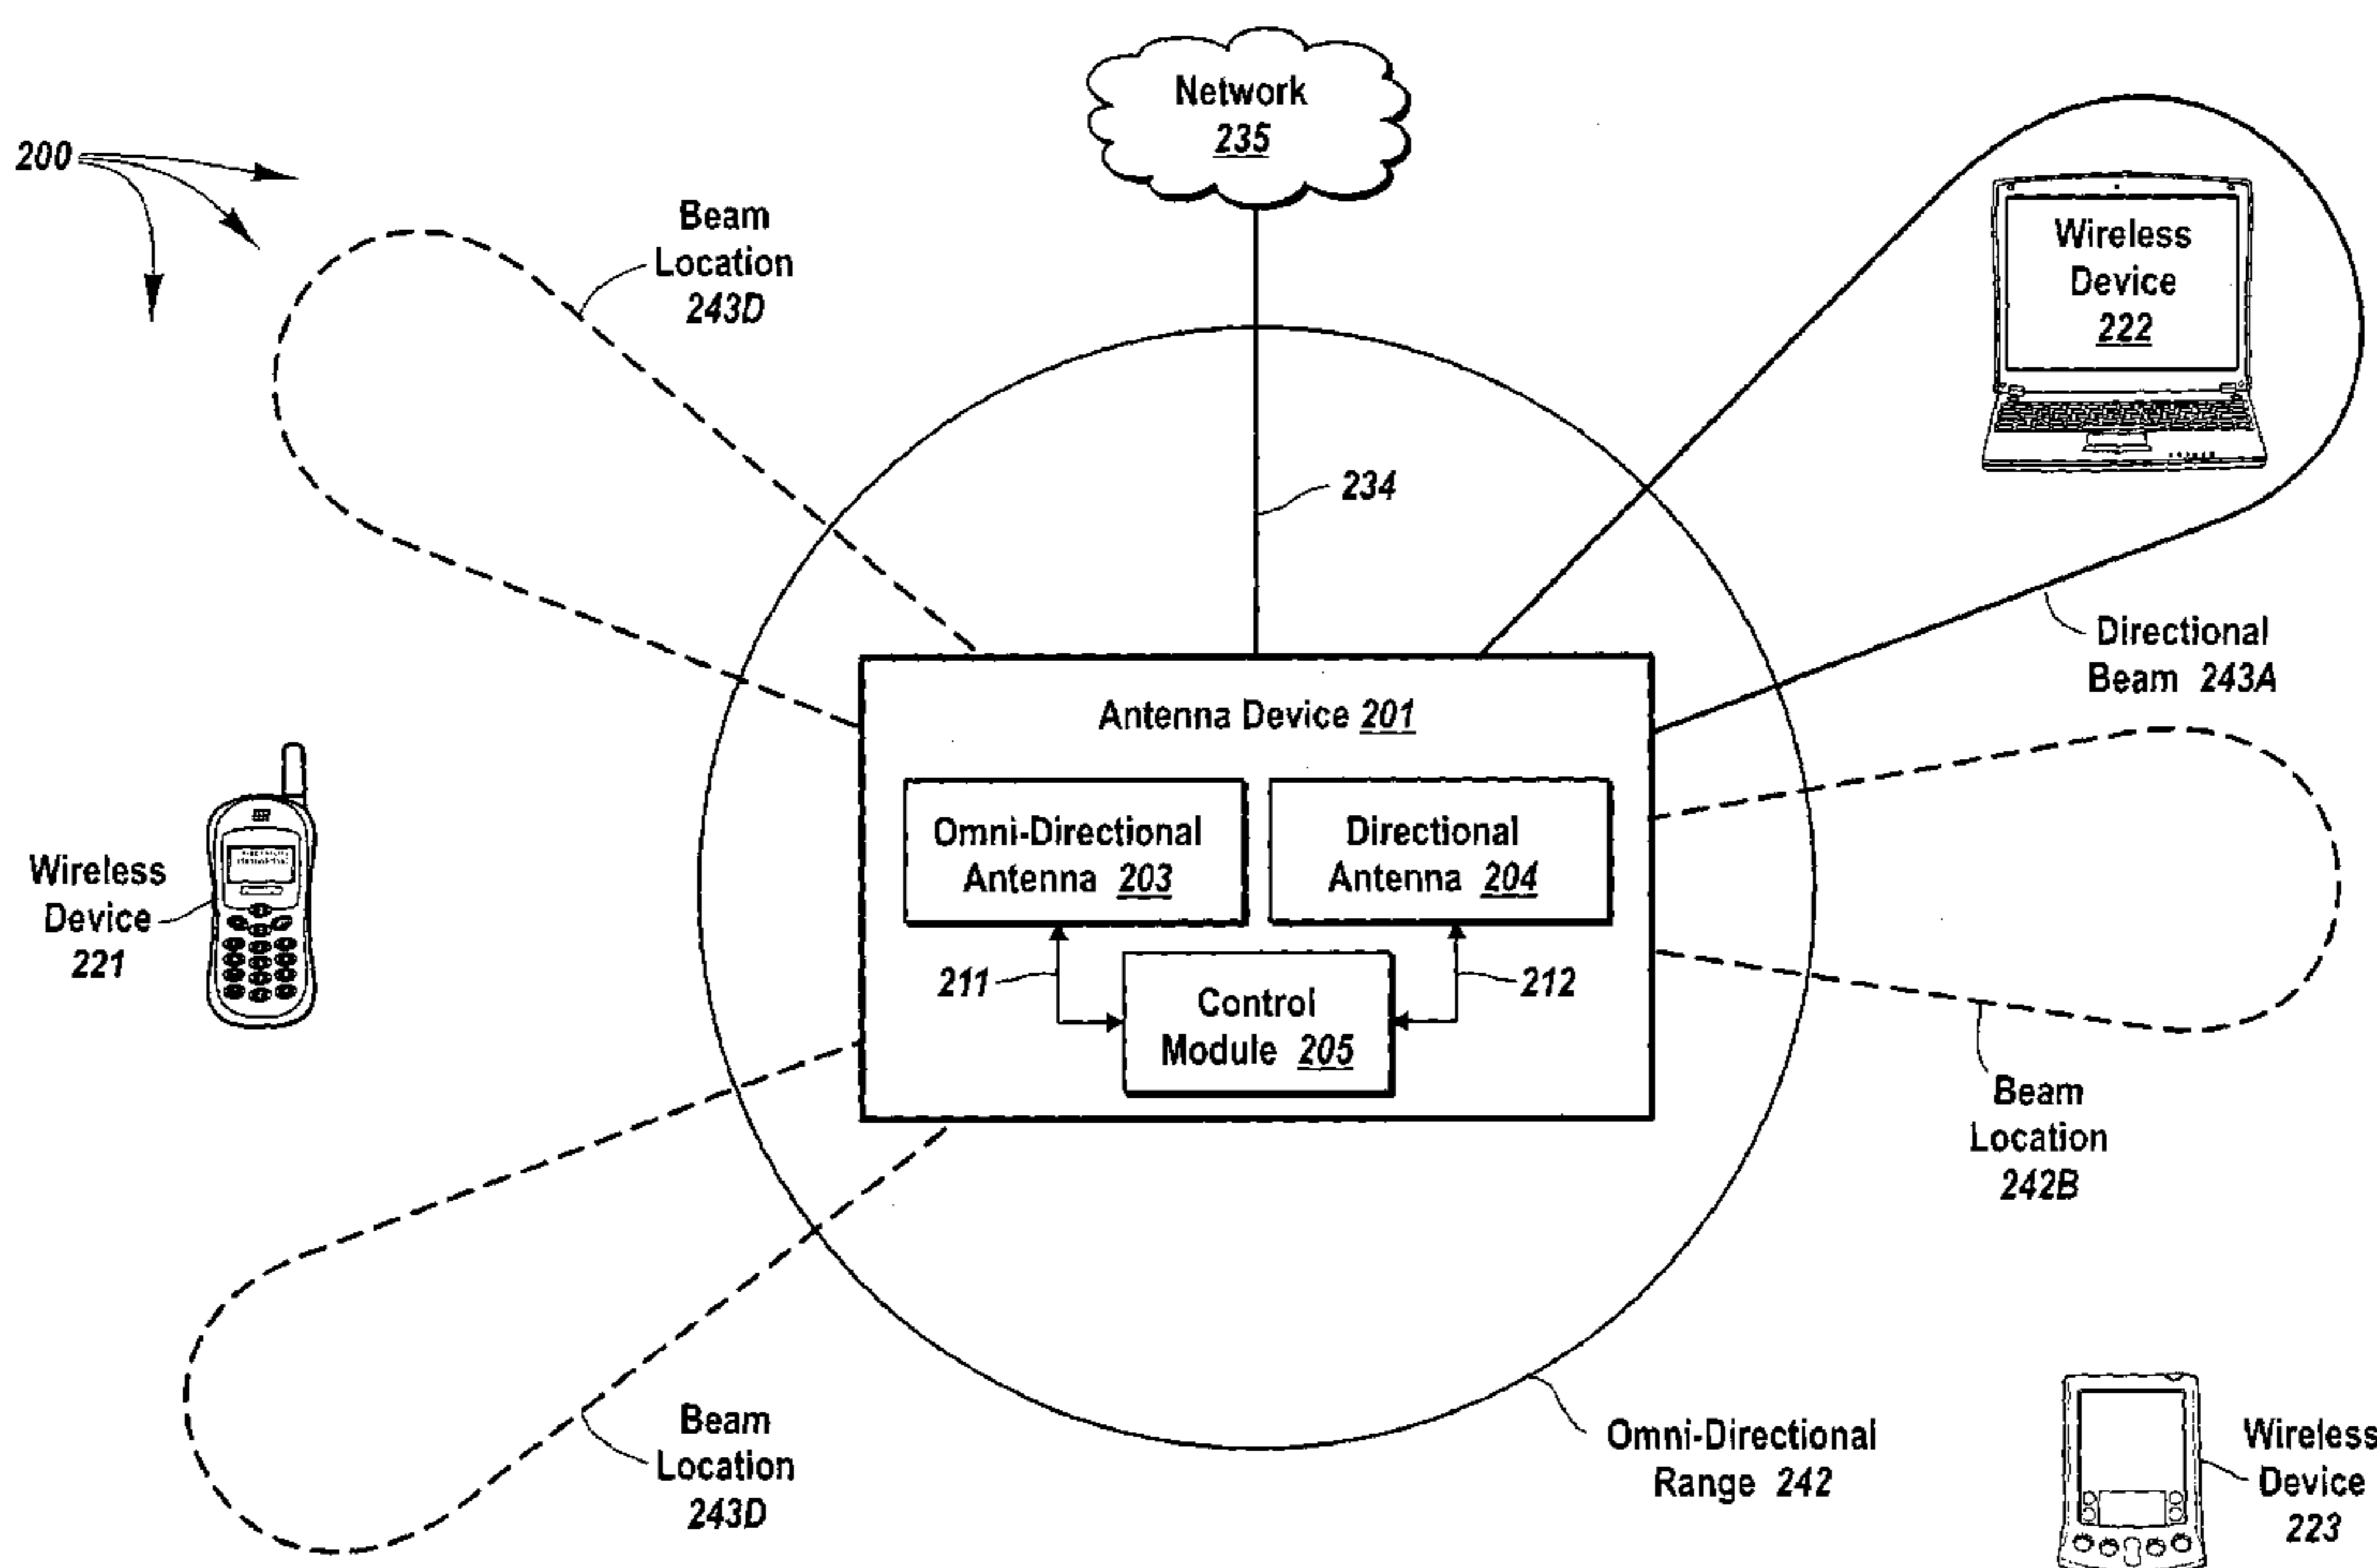 Network
235
200
Beam
Location
243D
Wireless
Device
222
234
Directional
Beam 243A
Antenna Device 201
Omni-Directional
Antenna 203
Directional
Antenna 204
Wireless
Device
221
211
212
Control
Module 205
Beam
Location
242B
Beam
Location
243D
Omni-Directional
Range 242
Wireless
Device
223